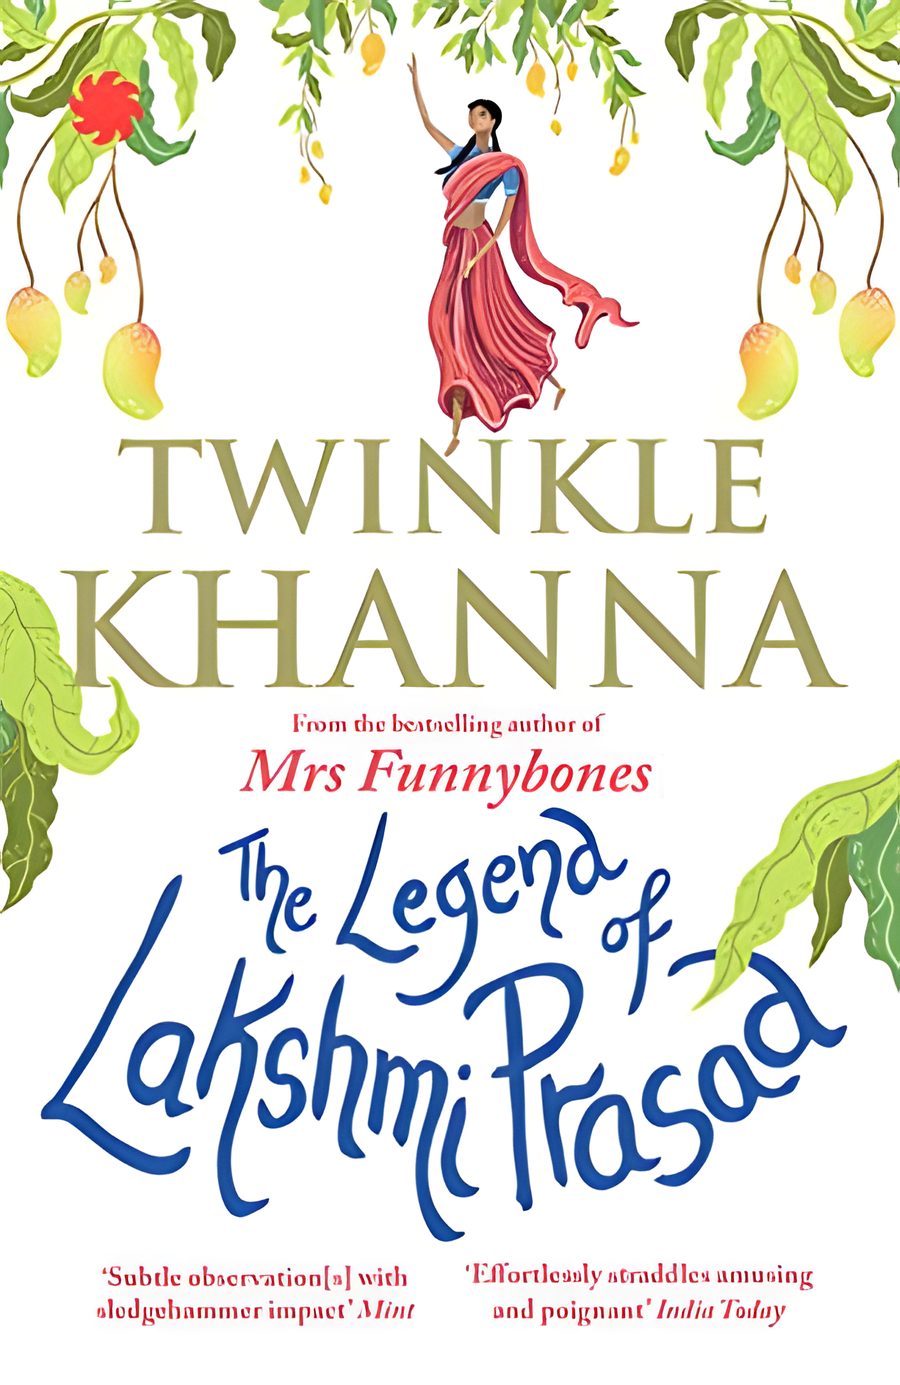 TWINKLE
KHANNA
From the bestselling author of
Mrs Funnybones
The Legend
of
Lakshmi Prasad
'Subtle observation[s] with
sledgehammer impact' Mint
'Effortlessly straddles amusing
and poignant' India Today